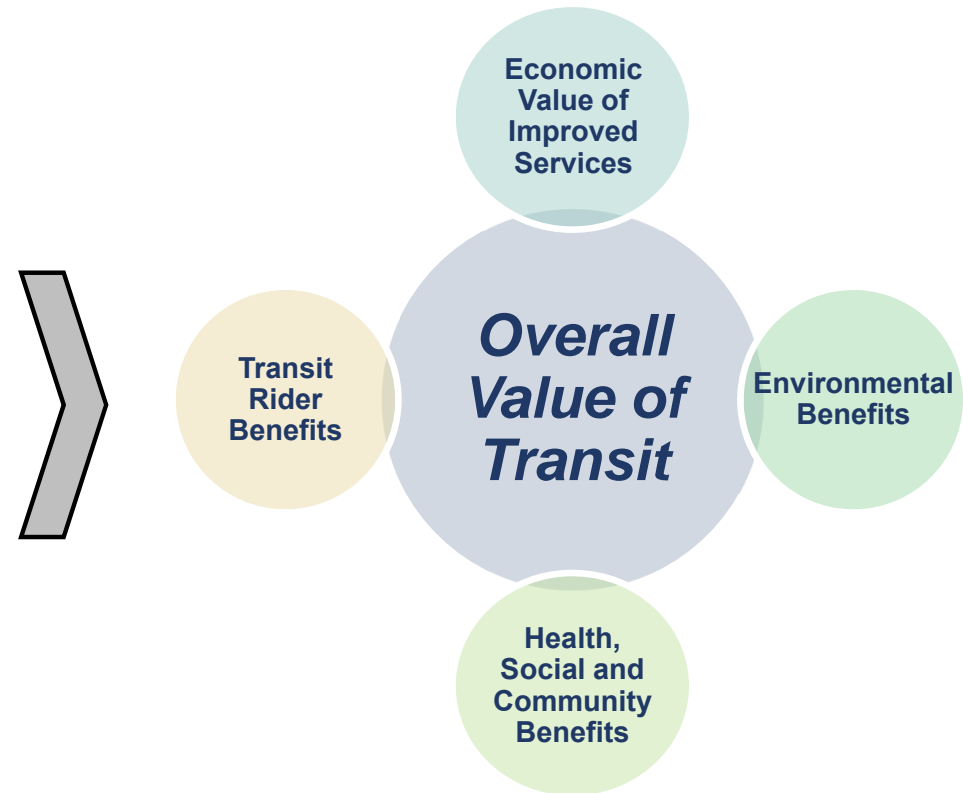 Economic
Value of
Improved
Services
Transit
Rider
Benefits
Overall
Value of
Transit
Environmental
Benefits
Health,
Social and
Community
Benefits